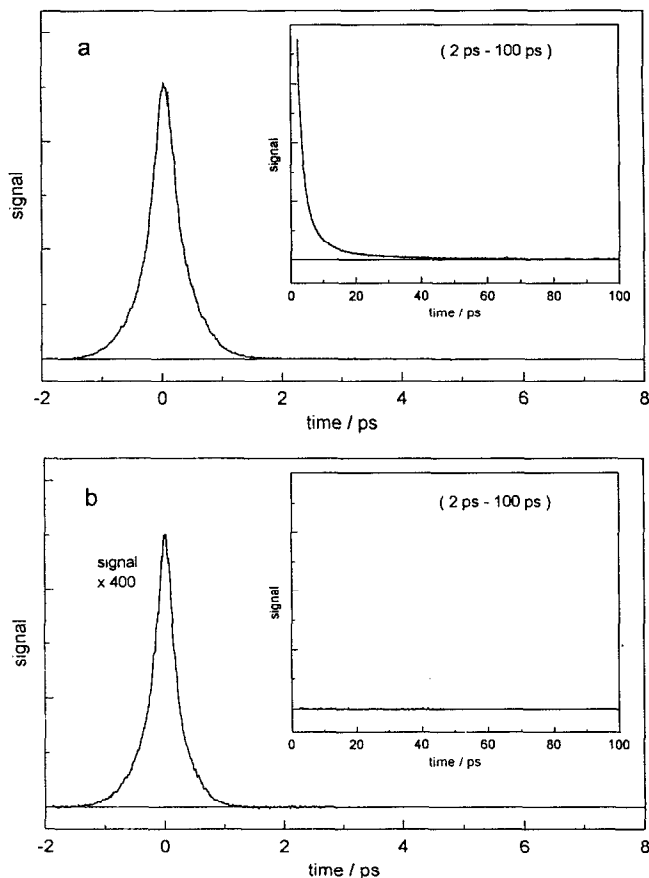 a
signal
-2 0 2 4 6 8
time / ps
( 2 ps - 100 ps )
signal
0 20 40 60 80 100
time / ps
b
signal
x 400
signal
-2 0 2 4 6 8
time / ps
( 2 ps - 100 ps )
signal
0 20 40 60 80 100
time / ps